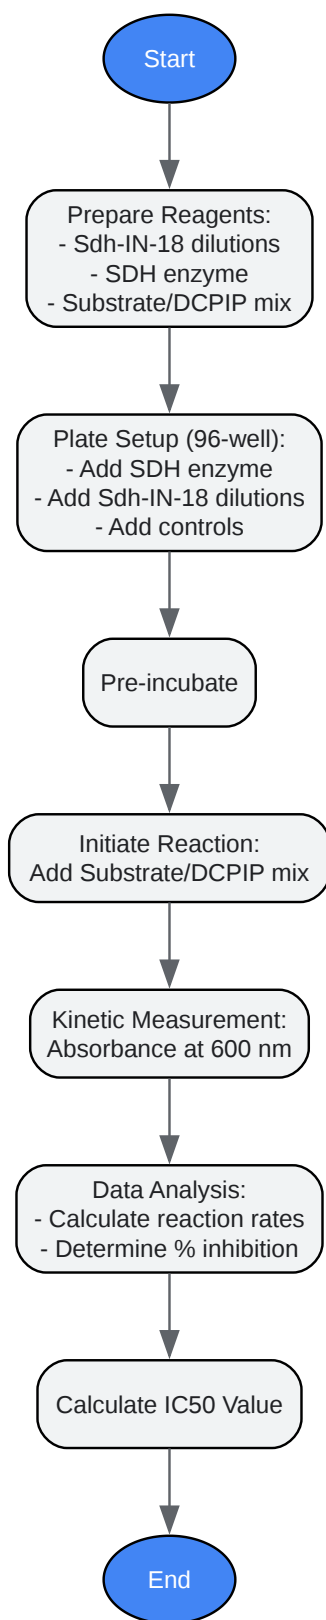 Start
Prepare Reagents:
- Sdh-IN-18 dilutions
- SDH enzyme
- Substrate/DCPIP mix
Plate Setup (96-well):
- Add SDH enzyme
- Add Sdh-IN-18 dilutions
- Add controls
Pre-incubate
Initiate Reaction:
Add Substrate/DCPIP mix
Kinetic Measurement:
Absorbance at 600 nm
Data Analysis:
- Calculate reaction rates
- Determine % inhibition
Calculate IC50 Value
End